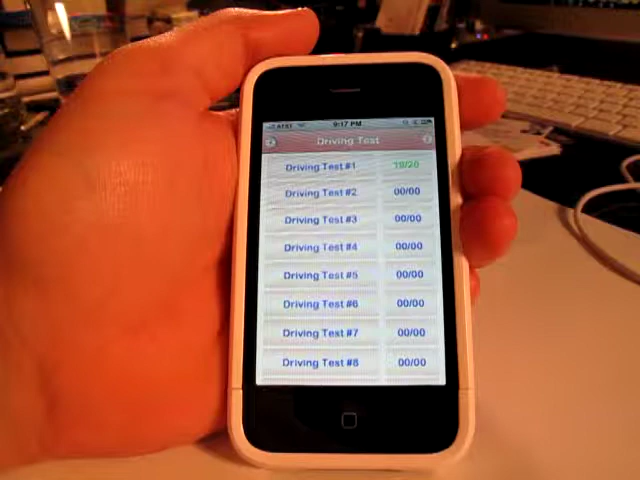 AT&T 9:17 PM
Driving Test
Driving Test #1 19/20
Driving Test #2 00/00
Driving Test #3 00/00
Driving Test #4 00/00
Driving Test #5 00/00
Driving Test #6 00/00
Driving Test #7 00/00
Driving Test #8 00/00